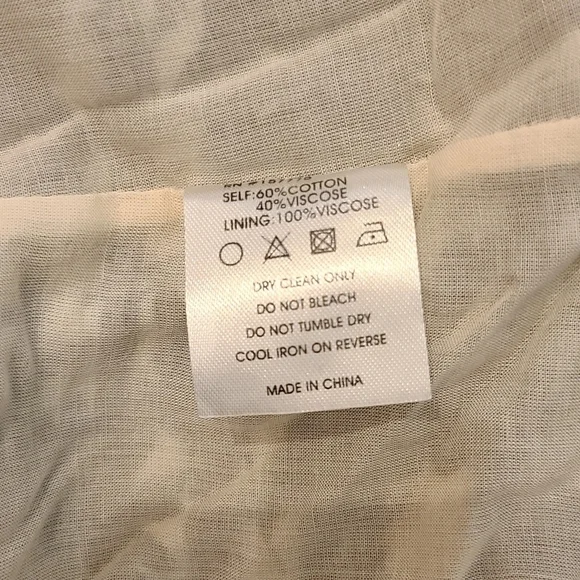 SELF:60%COTTON
40%VISCOSE
LINING:100%VISCOSE
DRY CLEAN ONLY
DO NOT BLEACH
DO NOT TUMBLE DRY
COOL IRON ON REVERSE
MADE IN CHINA